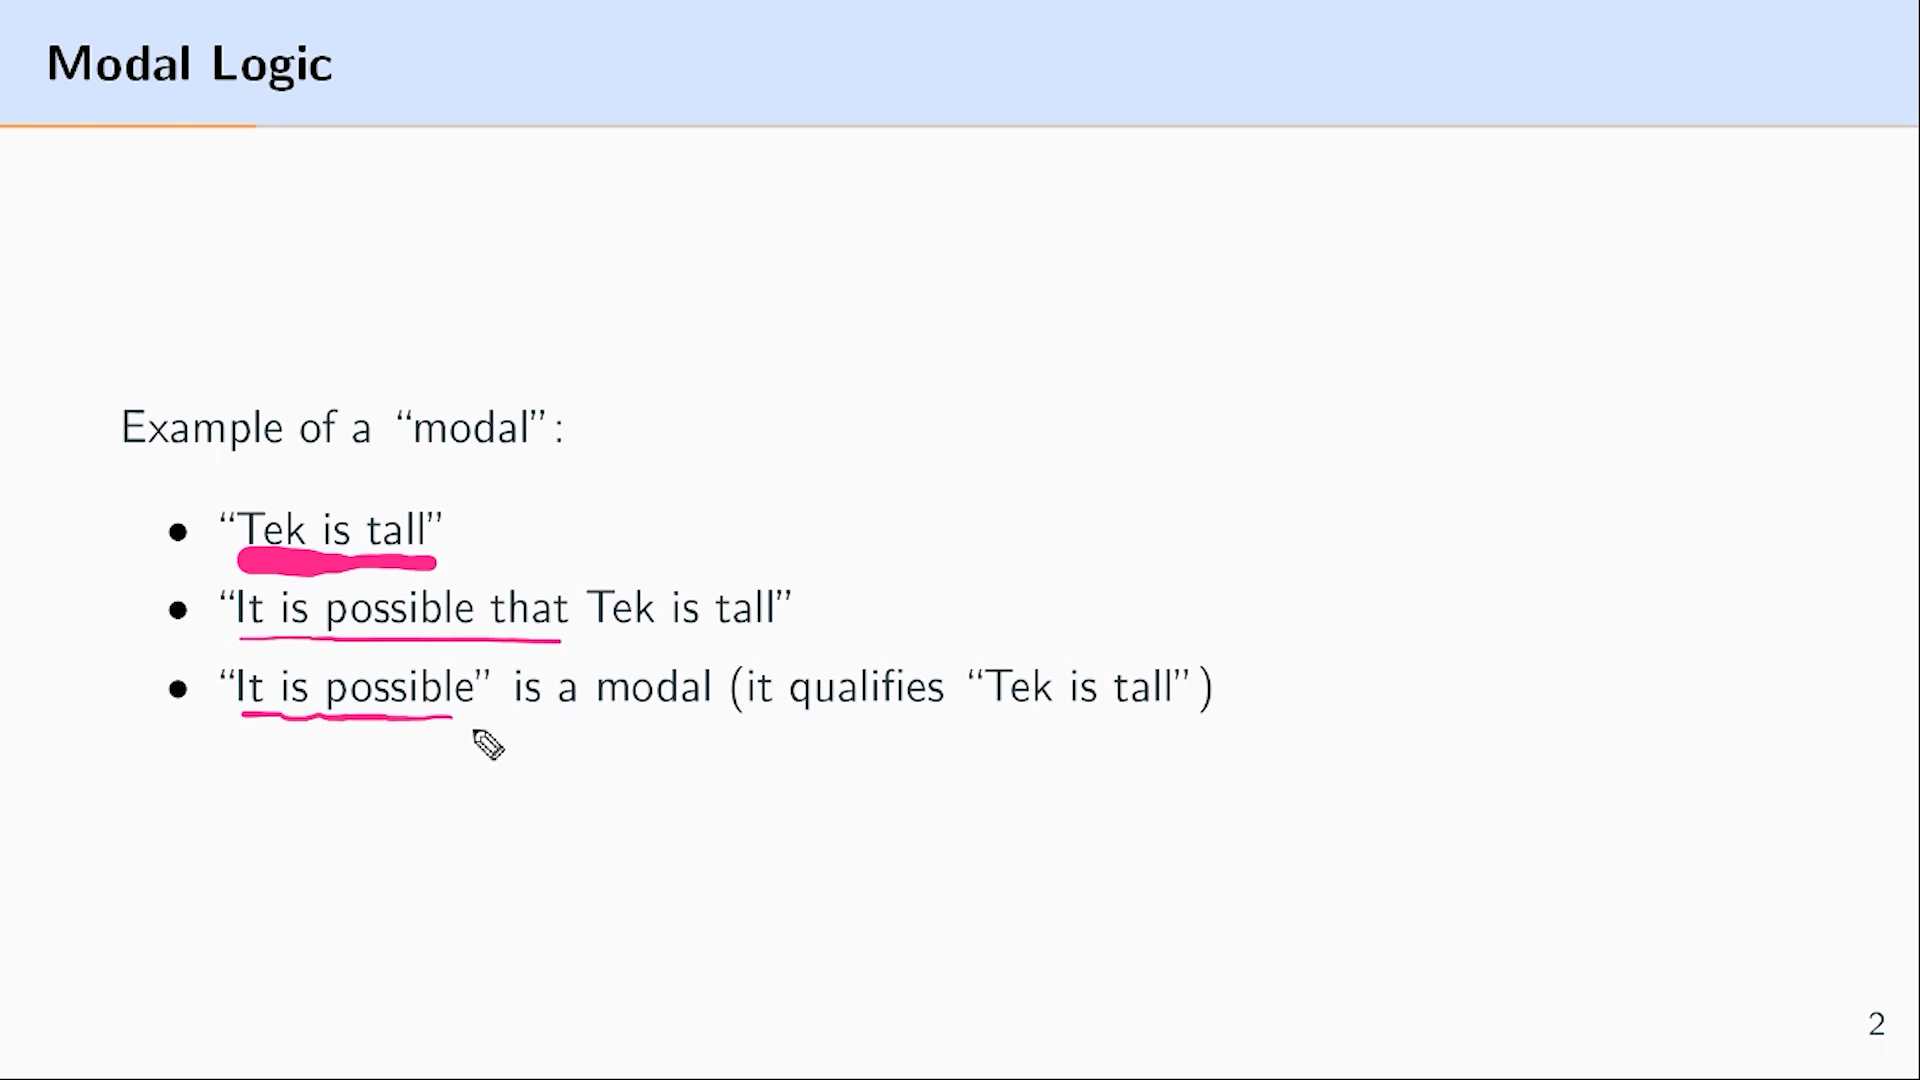 Modal Logic
Example of a “modal”:
• “Tek is tall”
• “It is possible that Tek is tall”
• “It is possible” is a modal (it qualifies “Tek is tall”)
2